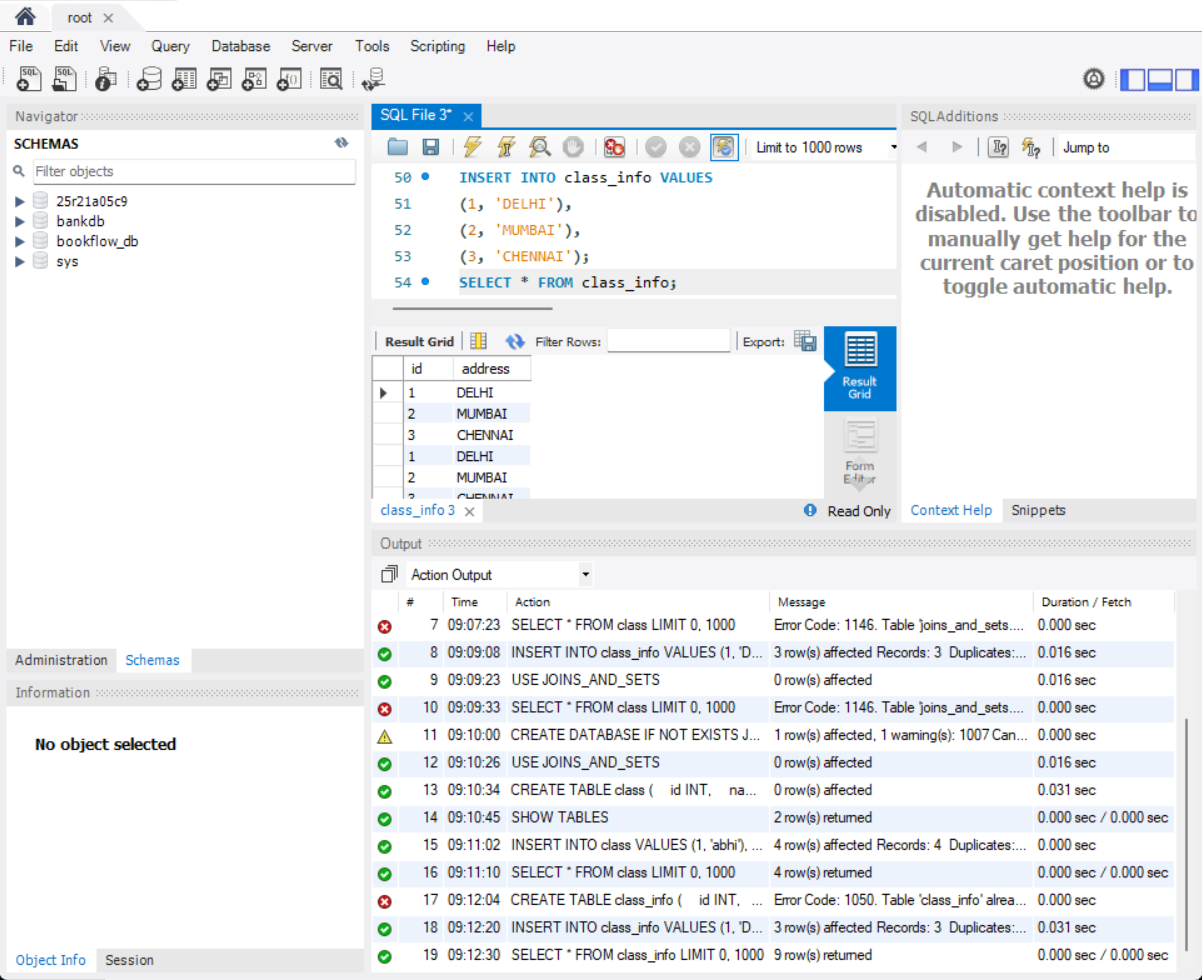 root
File Edit View Query Database Server Tools Scripting Help
Navigator
SCHEMAS
Filter objects
25r21a05c9
bankdb
bookflow_db
sys
Administration Schemas
Information
No object selected
Object Info Session
SQL File 3*
Limit to 1000 rows
50 INSERT INTO class_info VALUES
51 (1, 'DELHI'),
52 (2, 'MUMBAI'),
53 (3, 'CHENNAI');
54 SELECT * FROM class_info;
Result Grid Filter Rows: Export:
id address
1 DELHI
2 MUMBAI
3 CHENNAI
1 DELHI
2 MUMBAI
3 CHENNAI
Result
Grid
Form
Editor
class_info 3 Read Only
SQLAdditions
Jump to
Automatic context help is
disabled. Use the toolbar to
manually get help for the
current caret position or to
toggle automatic help.
Context Help Snippets
Output
Action Output
# Time Action Message Duration / Fetch
7 09:07:23 SELECT * FROM class LIMIT 0, 1000 Error Code: 1146. Table 'joins_and_sets.... 0.000 sec
8 09:09:08 INSERT INTO class_info VALUES (1, 'D... 3 row(s) affected Records: 3 Duplicates:... 0.016 sec
9 09:09:23 USE JOINS_AND_SETS 0 row(s) affected 0.016 sec
10 09:09:33 SELECT * FROM class LIMIT 0, 1000 Error Code: 1146. Table 'joins_and_sets.... 0.000 sec
11 09:10:00 CREATE DATABASE IF NOT EXISTS J... 1 row(s) affected, 1 warning(s): 1007 Can... 0.000 sec
12 09:10:26 USE JOINS_AND_SETS 0 row(s) affected 0.016 sec
13 09:10:34 CREATE TABLE class ( id INT, na... 0 row(s) affected 0.031 sec
14 09:10:45 SHOW TABLES 2 row(s) returned 0.000 sec / 0.000 sec
15 09:11:02 INSERT INTO class VALUES (1, 'abhi'), ... 4 row(s) affected Records: 4 Duplicates:... 0.000 sec
16 09:11:10 SELECT * FROM class LIMIT 0, 1000 4 row(s) returned 0.000 sec / 0.000 sec
17 09:12:04 CREATE TABLE class_info ( id INT, ... Error Code: 1050. Table 'class_info' alrea... 0.000 sec
18 09:12:20 INSERT INTO class_info VALUES (1, 'D... 3 row(s) affected Records: 3 Duplicates:... 0.031 sec
19 09:12:30 SELECT * FROM class_info LIMIT 0, 1000 9 row(s) returned 0.000 sec / 0.000 sec